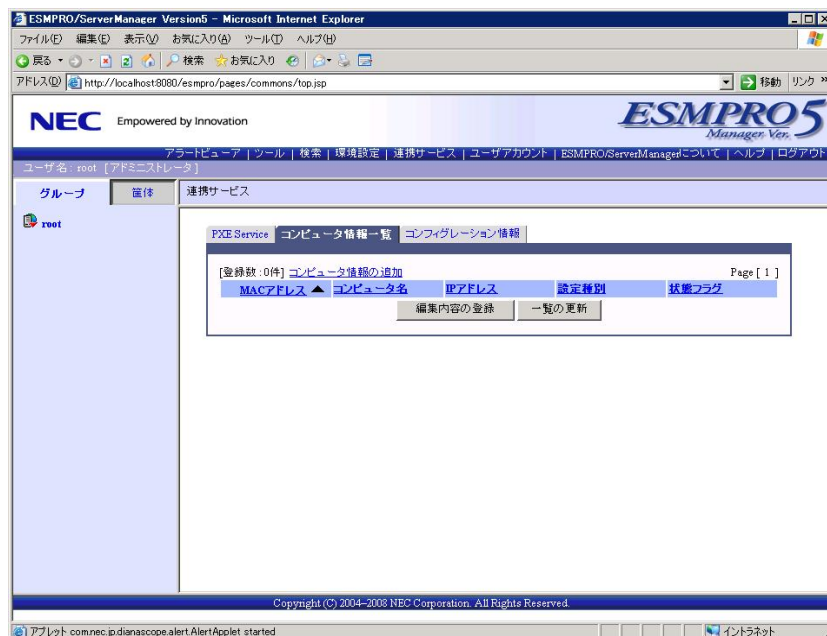 ESMPRO/ServerManager Version5 - Microsoft Internet Explorer
ファイル(F) 編集(E) 表示(V) お気に入り(A) ツール(T) ヘルプ(H)
戻る 検索 お気に入り
アドレス(D) http://localhost:8080/esmpro/pages/commons/top.jsp 移動 リンク »
NEC Empowered by Innovation ESMPRO5 Manager, Ver.
アラートビューア | ツール | 検索 | 環境設定 | 連携サービス | ユーザアカウント | ESMPRO/ServerManagerについて | ヘルプ | ログアウト
ユーザ名 : root [アドミニストレータ]
グループ 筐体 連携サービス
root
PXE Service コンピュータ情報一覧 コンフィグレーション情報
[登録数 : 0件] コンピュータ情報の追加 Page [ 1 ]
MACアドレス ▲ コンピュータ名 IPアドレス 設定種別 状態フラグ
編集内容の登録 一覧の更新
Copyright (C) 2004-2008 NEC Corporation. All Rights Reserved.
アプレット com.nec.jp.dianascope.alert.AlertApplet started イントラネット